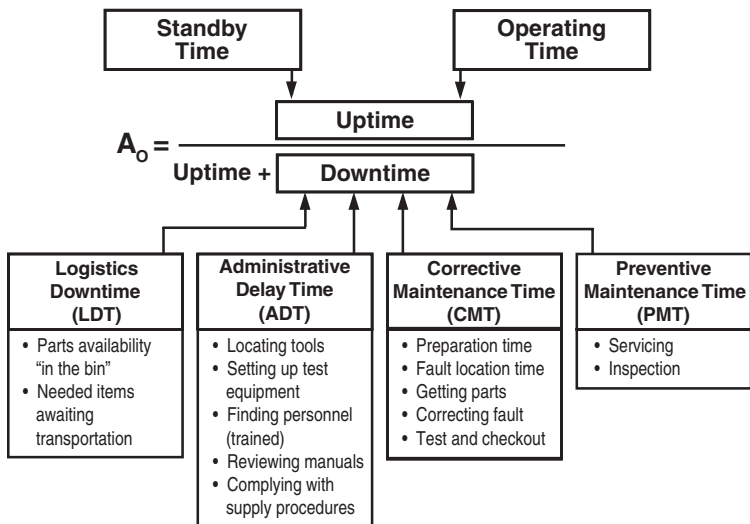 Standby
Time
Operating
Time
Uptime
Ao =
Uptime +
Downtime
Logistics
Downtime
(LDT)
• Parts availability
“in the bin”
• Needed items
awaiting
transportation
Administrative
Delay Time
(ADT)
• Locating tools
• Setting up test
equipment
• Finding personnel
(trained)
• Reviewing manuals
• Complying with
supply procedures
Corrective
Maintenance Time
(CMT)
• Preparation time
• Fault location time
• Getting parts
• Correcting fault
• Test and checkout
Preventive
Maintenance Time
(PMT)
• Servicing
• Inspection